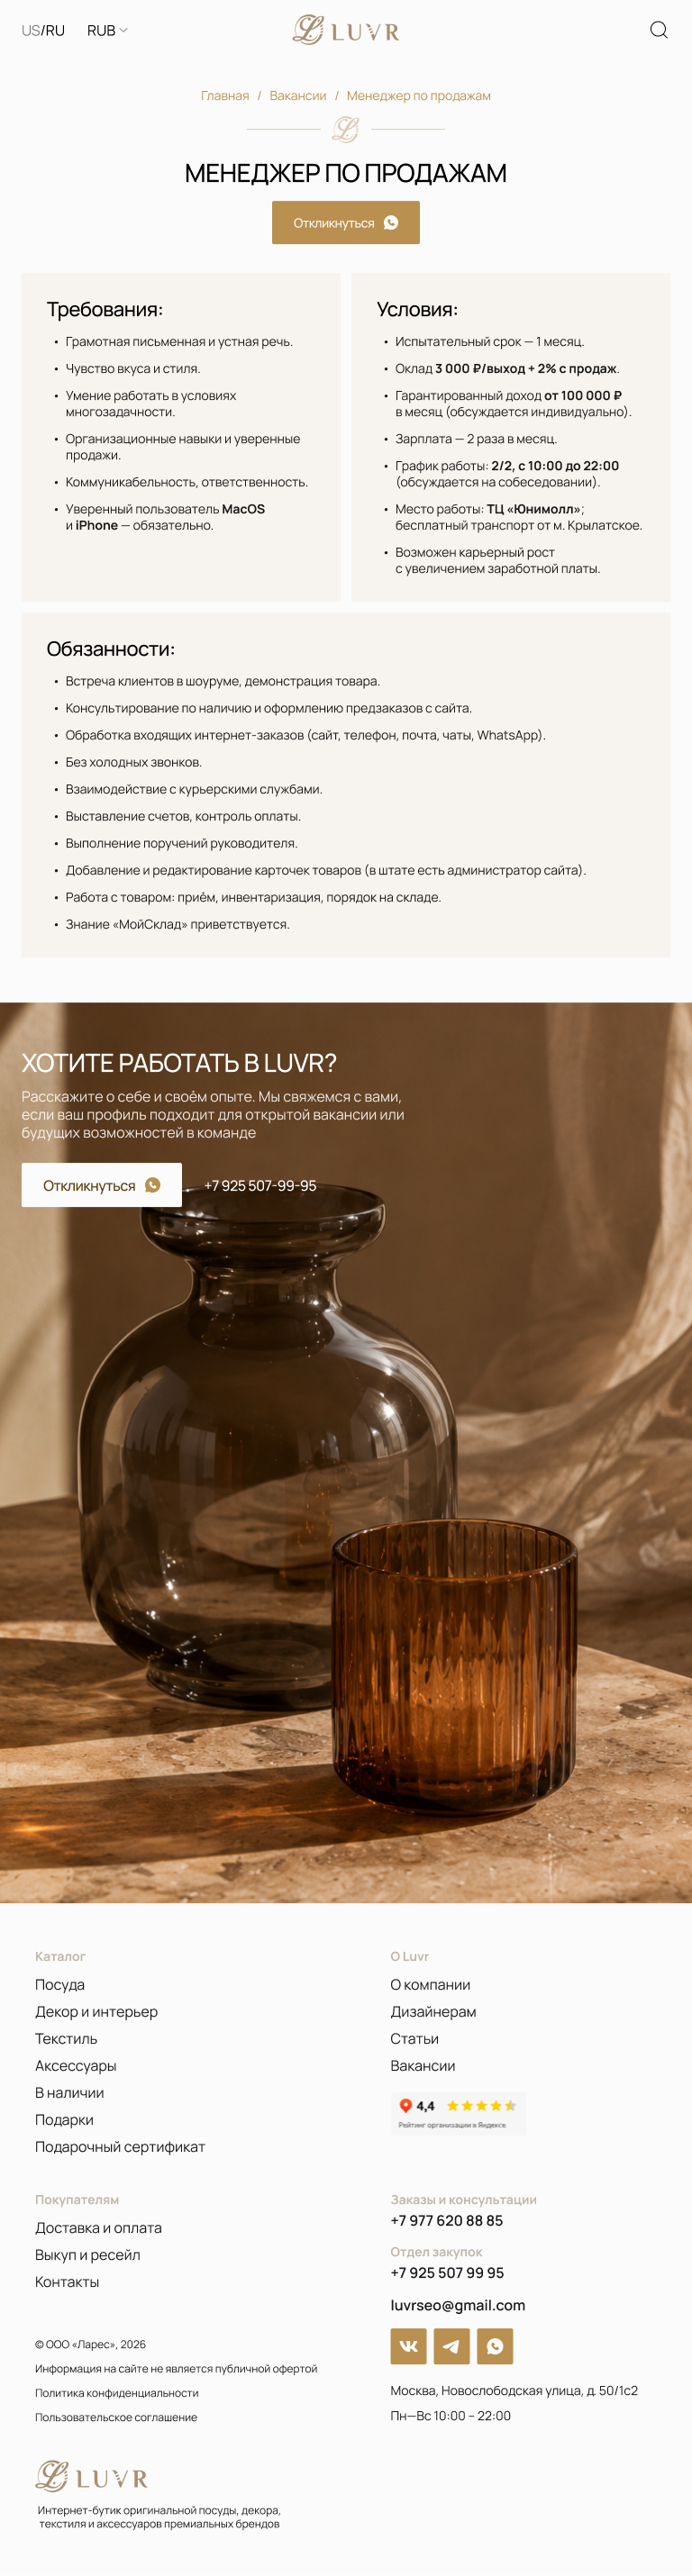 US/RU RUB
LUVR
Главная / Вакансии / Менеджер по продажам
МЕНЕДЖЕР ПО ПРОДАЖАМ
Откликнуться
Требования:
• Грамотная письменная и устная речь.
• Чувство вкуса и стиля.
• Умение работать в условиях
многозадачности.
• Организационные навыки и уверенные
продажи.
• Коммуникабельность, ответственность.
• Уверенный пользователь MacOS
и iPhone — обязательно.
Условия:
• Испытательный срок — 1 месяц.
• Оклад 3 000 ₽/выход + 2% с продаж.
• Гарантированный доход от 100 000 ₽
в месяц (обсуждается индивидуально).
• Зарплата — 2 раза в месяц.
• График работы: 2/2, с 10:00 до 22:00
(обсуждается на собеседовании).
• Место работы: ТЦ «Юнимолл»;
бесплатный транспорт от м. Крылатское.
• Возможен карьерный рост
с увеличением заработной платы.
Обязанности:
• Встреча клиентов в шоуруме, демонстрация товара.
• Консультирование по наличию и оформлению предзаказов с сайта.
• Обработка входящих интернет-заказов (сайт, телефон, почта, чаты, WhatsApp).
• Без холодных звонков.
• Взаимодействие с курьерскими службами.
• Выставление счетов, контроль оплаты.
• Выполнение поручений руководителя.
• Добавление и редактирование карточек товаров (в штате есть администратор сайта).
• Работа с товаром: приём, инвентаризация, порядок на складе.
• Знание «МойСклад» приветствуется.
ХОТИТЕ РАБОТАТЬ В LUVR?
Расскажите о себе и своём опыте. Мы свяжемся с вами,
если ваш профиль подходит для открытой вакансии или
будущих возможностей в команде
Откликнуться +7 925 507-99-95
Каталог
Посуда
Декор и интерьер
Текстиль
Аксессуары
В наличии
Подарки
Подарочный сертификат
О Luvr
О компании
Дизайнерам
Статьи
Вакансии
4,4
Рейтинг организации в Яндексе
Покупателям
Доставка и оплата
Выкуп и ресейл
Контакты
Заказы и консультации
+7 977 620 88 85
Отдел закупок
+7 925 507 99 95
luvrseo@gmail.com
Москва, Новослободская улица, д. 50/1с2
Пн—Вс 10:00 – 22:00
© ООО «Ларес», 2026
Информация на сайте не является публичной офертой
Политика конфиденциальности
Пользовательское соглашение
LUVR
Интернет-бутик оригинальной посуды, декора,
текстиля и аксессуаров премиальных брендов